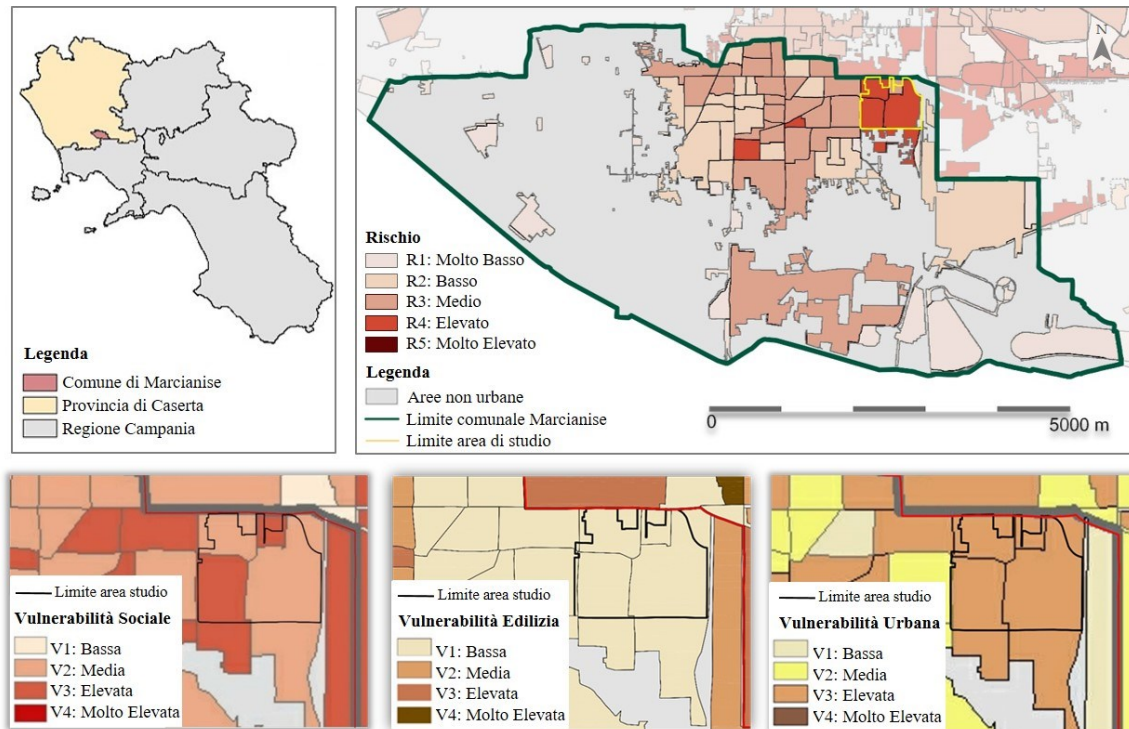 Legenda
Comune di Marcianise
Provincia di Caserta
Regione Campania
N
Rischio
R1: Molto Basso
R2: Basso
R3: Medio
R4: Elevato
R5: Molto Elevato
Legenda
Aree non urbane
Limite comunale Marcianise
Limite area di studio
0
5000 m
Limite area studio
Vulnerabilità Sociale
V1: Bassa
V2: Media
V3: Elevata
V4: Molto Elevata
Limite area studio
Vulnerabilità Edilizia
V1: Bassa
V2: Media
V3: Elevata
V4: Molto Elevata
Limite area studio
Vulnerabilità Urbana
V1: Bassa
V2: Media
V3: Elevata
V4: Molto Elevata